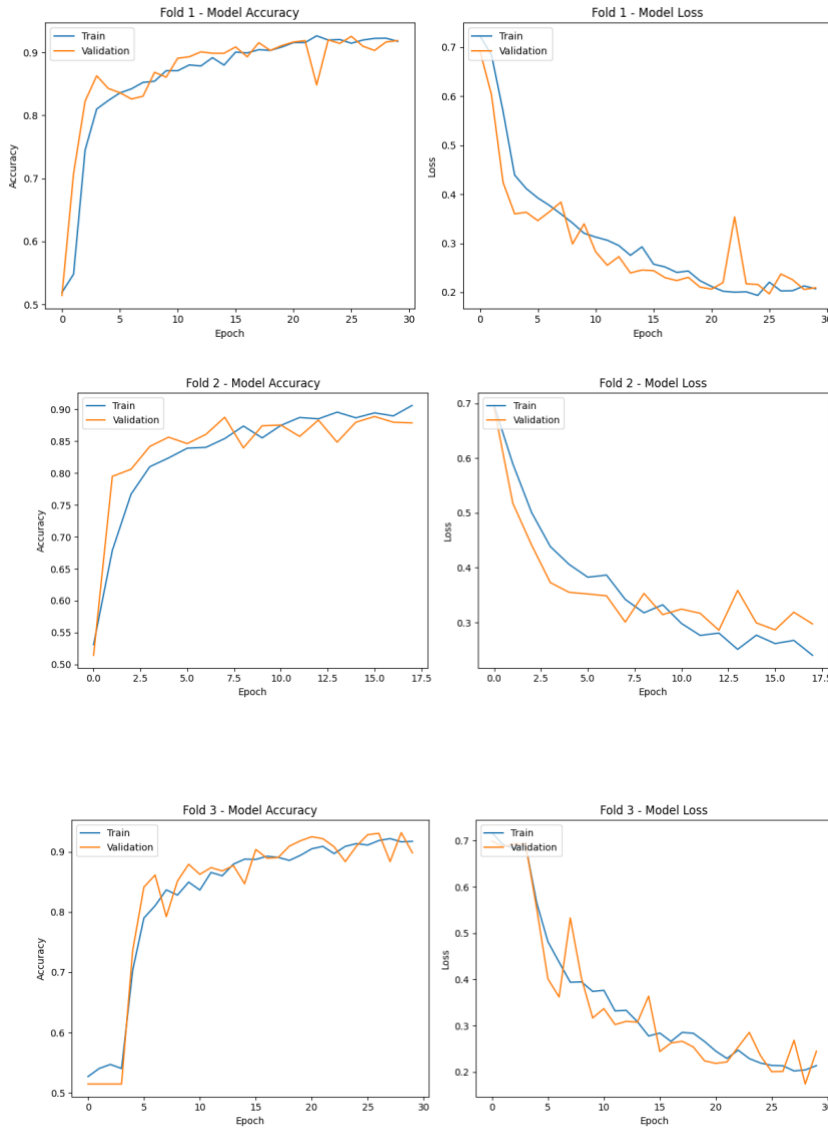 Fold 1 - Model Accuracy
Train
Validation
0.9
0.8
0.7
0.6
0.5
Accuracy
0 5 10 15 20 25 30
Epoch
Fold 1 - Model Loss
Train
Validation
0.7
0.6
0.5
0.4
0.3
0.2
Loss
0 5 10 15 20 25 30
Epoch
Fold 2 - Model Accuracy
Train
Validation
0.90
0.85
0.80
0.75
0.70
0.65
0.60
0.55
0.50
Accuracy
0.0 2.5 5.0 7.5 10.0 12.5 15.0 17.5
Epoch
Fold 2 - Model Loss
Train
Validation
0.7
0.6
0.5
0.4
0.3
Loss
0.0 2.5 5.0 7.5 10.0 12.5 15.0 17.5
Epoch
Fold 3 - Model Accuracy
Train
Validation
0.9
0.8
0.7
0.6
0.5
Accuracy
0 5 10 15 20 25 30
Epoch
Fold 3 - Model Loss
Train
Validation
0.7
0.6
0.5
0.4
0.3
0.2
Loss
0 5 10 15 20 25 30
Epoch